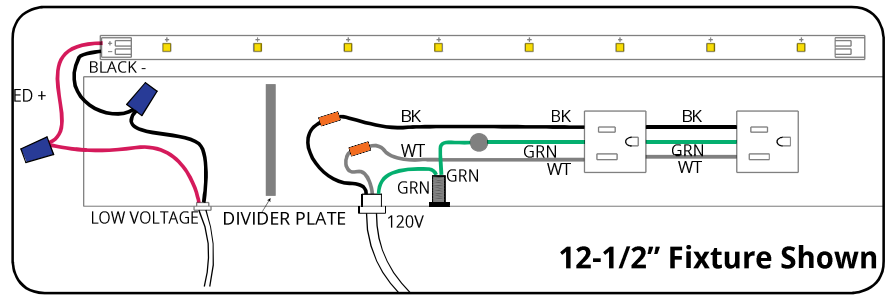 BLACK -
ED +
BK
BK
BK
WT
GRN
GRN
WT
WT
GRN
GRN
LOW VOLTAGE
DIVIDER PLATE
120V
12-1/2” Fixture Shown